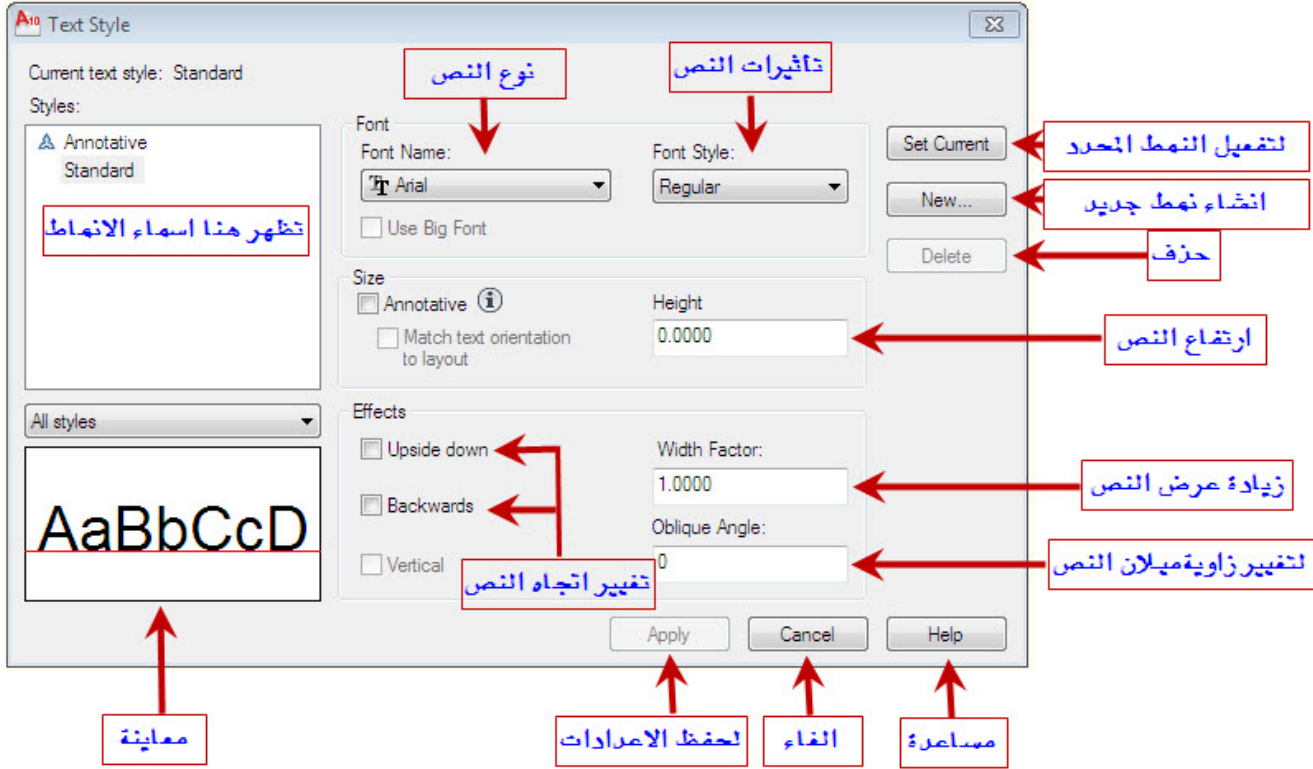 A10 Text Style
Current text style: Standard
Styles:
Annotative
Standard
تظهر هنا اسماء الانماط
All styles
AaBbCcD
معاينة
نوع النص
تأثيرات النص
Font
Font Name:
Font Style:
Arial
Regular
Use Big Font
Size
Annotative
Match text orientation
to layout
Height
0.0000
ارتفاع النص
Effects
Upside down
Backwards
Vertical
تغيير اتجاه النص
Width Factor:
1.0000
زيادة عرض النص
Oblique Angle:
0
لتغيير زاويةميلان النص
Set Current
لتفعيل النمط المحدد
New...
انشاء نمط جديد
Delete
حزف
Apply
Cancel
Help
لحفظ الاعدادات
الغاء
مساعدة